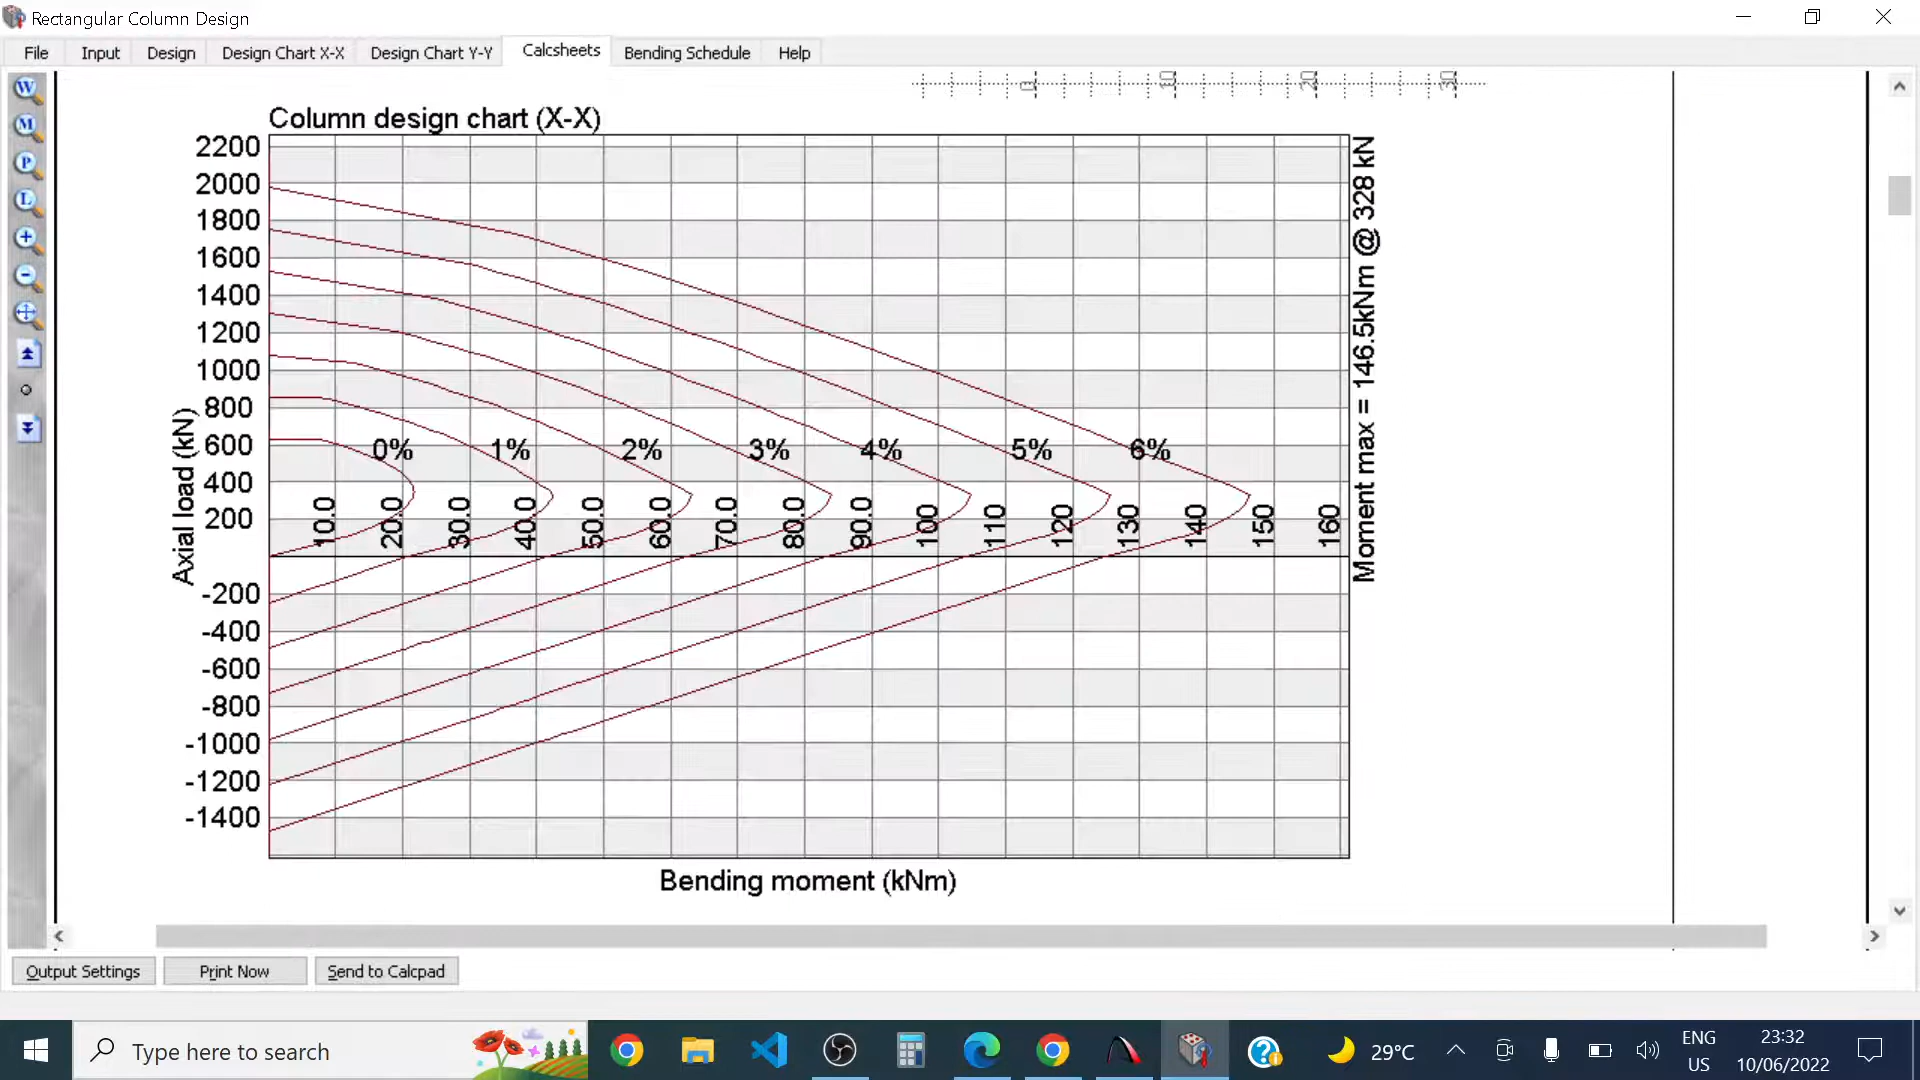 Rectangular Column Design
File Input Design Design Chart X-X Design Chart Y-Y Calcsheets Bending Schedule Help
W
M
P
L
0 10 20 30
Column design chart (X-X)
2200
2000
1800
1600
1400
1200
1000
800
600
400
200
-200
-400
-600
-800
-1000
-1200
-1400
Axial load (kN)
0% 1% 2% 3% 4% 5% 6%
10.0 20.0 30.0 40.0 50.0 60.0 70.0 80.0 90.0 100 110 120 130 140 150 160
Moment max = 146.5kNm @ 328 kN
Bending moment (kNm)
Output Settings Print Now Send to Calcpad
Type here to search
29°C
ENG
US
23:32
10/06/2022